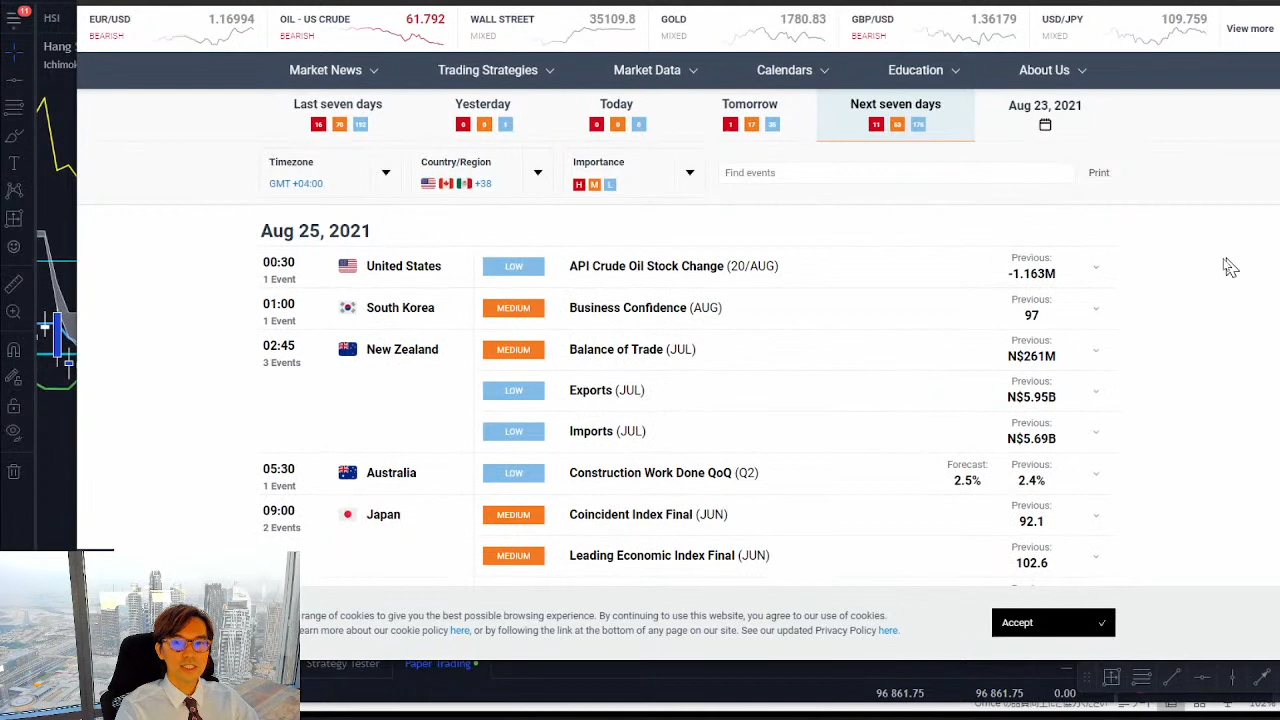 11
HSI
Hang S
Ichimok
EUR/USD 1.16994
BEARISH
OIL - US CRUDE 61.792
BEARISH
WALL STREET 35109.8
MIXED
GOLD 1780.83
MIXED
GBP/USD 1.36179
BEARISH
USD/JPY 109.759
MIXED
View more
Market News Trading Strategies Market Data Calendars Education About Us
Last seven days Yesterday Today Tomorrow Next seven days Aug 23, 2021
16 70 192 0 0 1 0 0 6 1 17 35 11 63 176
Timezone Country/Region Importance
GMT +04:00 +38 H M L
Find events Print
Aug 25, 2021
00:30 United States LOW API Crude Oil Stock Change (20/AUG) Previous:
1 Event -1.163M
01:00 South Korea MEDIUM Business Confidence (AUG) Previous:
1 Event 97
02:45 New Zealand MEDIUM Balance of Trade (JUL) Previous:
3 Events N$261M
LOW Exports (JUL) Previous:
N$5.95B
LOW Imports (JUL) Previous:
N$5.69B
05:30 Australia LOW Construction Work Done QoQ (Q2) Forecast: Previous:
1 Event 2.5% 2.4%
09:00 Japan MEDIUM Coincident Index Final (JUN) Previous:
2 Events 92.1
MEDIUM Leading Economic Index Final (JUN) Previous:
102.6
range of cookies to give you the best possible browsing experience. By continuing to use this website, you agree to our use of cookies.
earn more about our cookie policy here, or by following the link at the bottom of any page on our site. See our updated Privacy Policy here.
Accept
Strategy Tester Paper Trading
96 861.75 96 861.75 0.00
102%